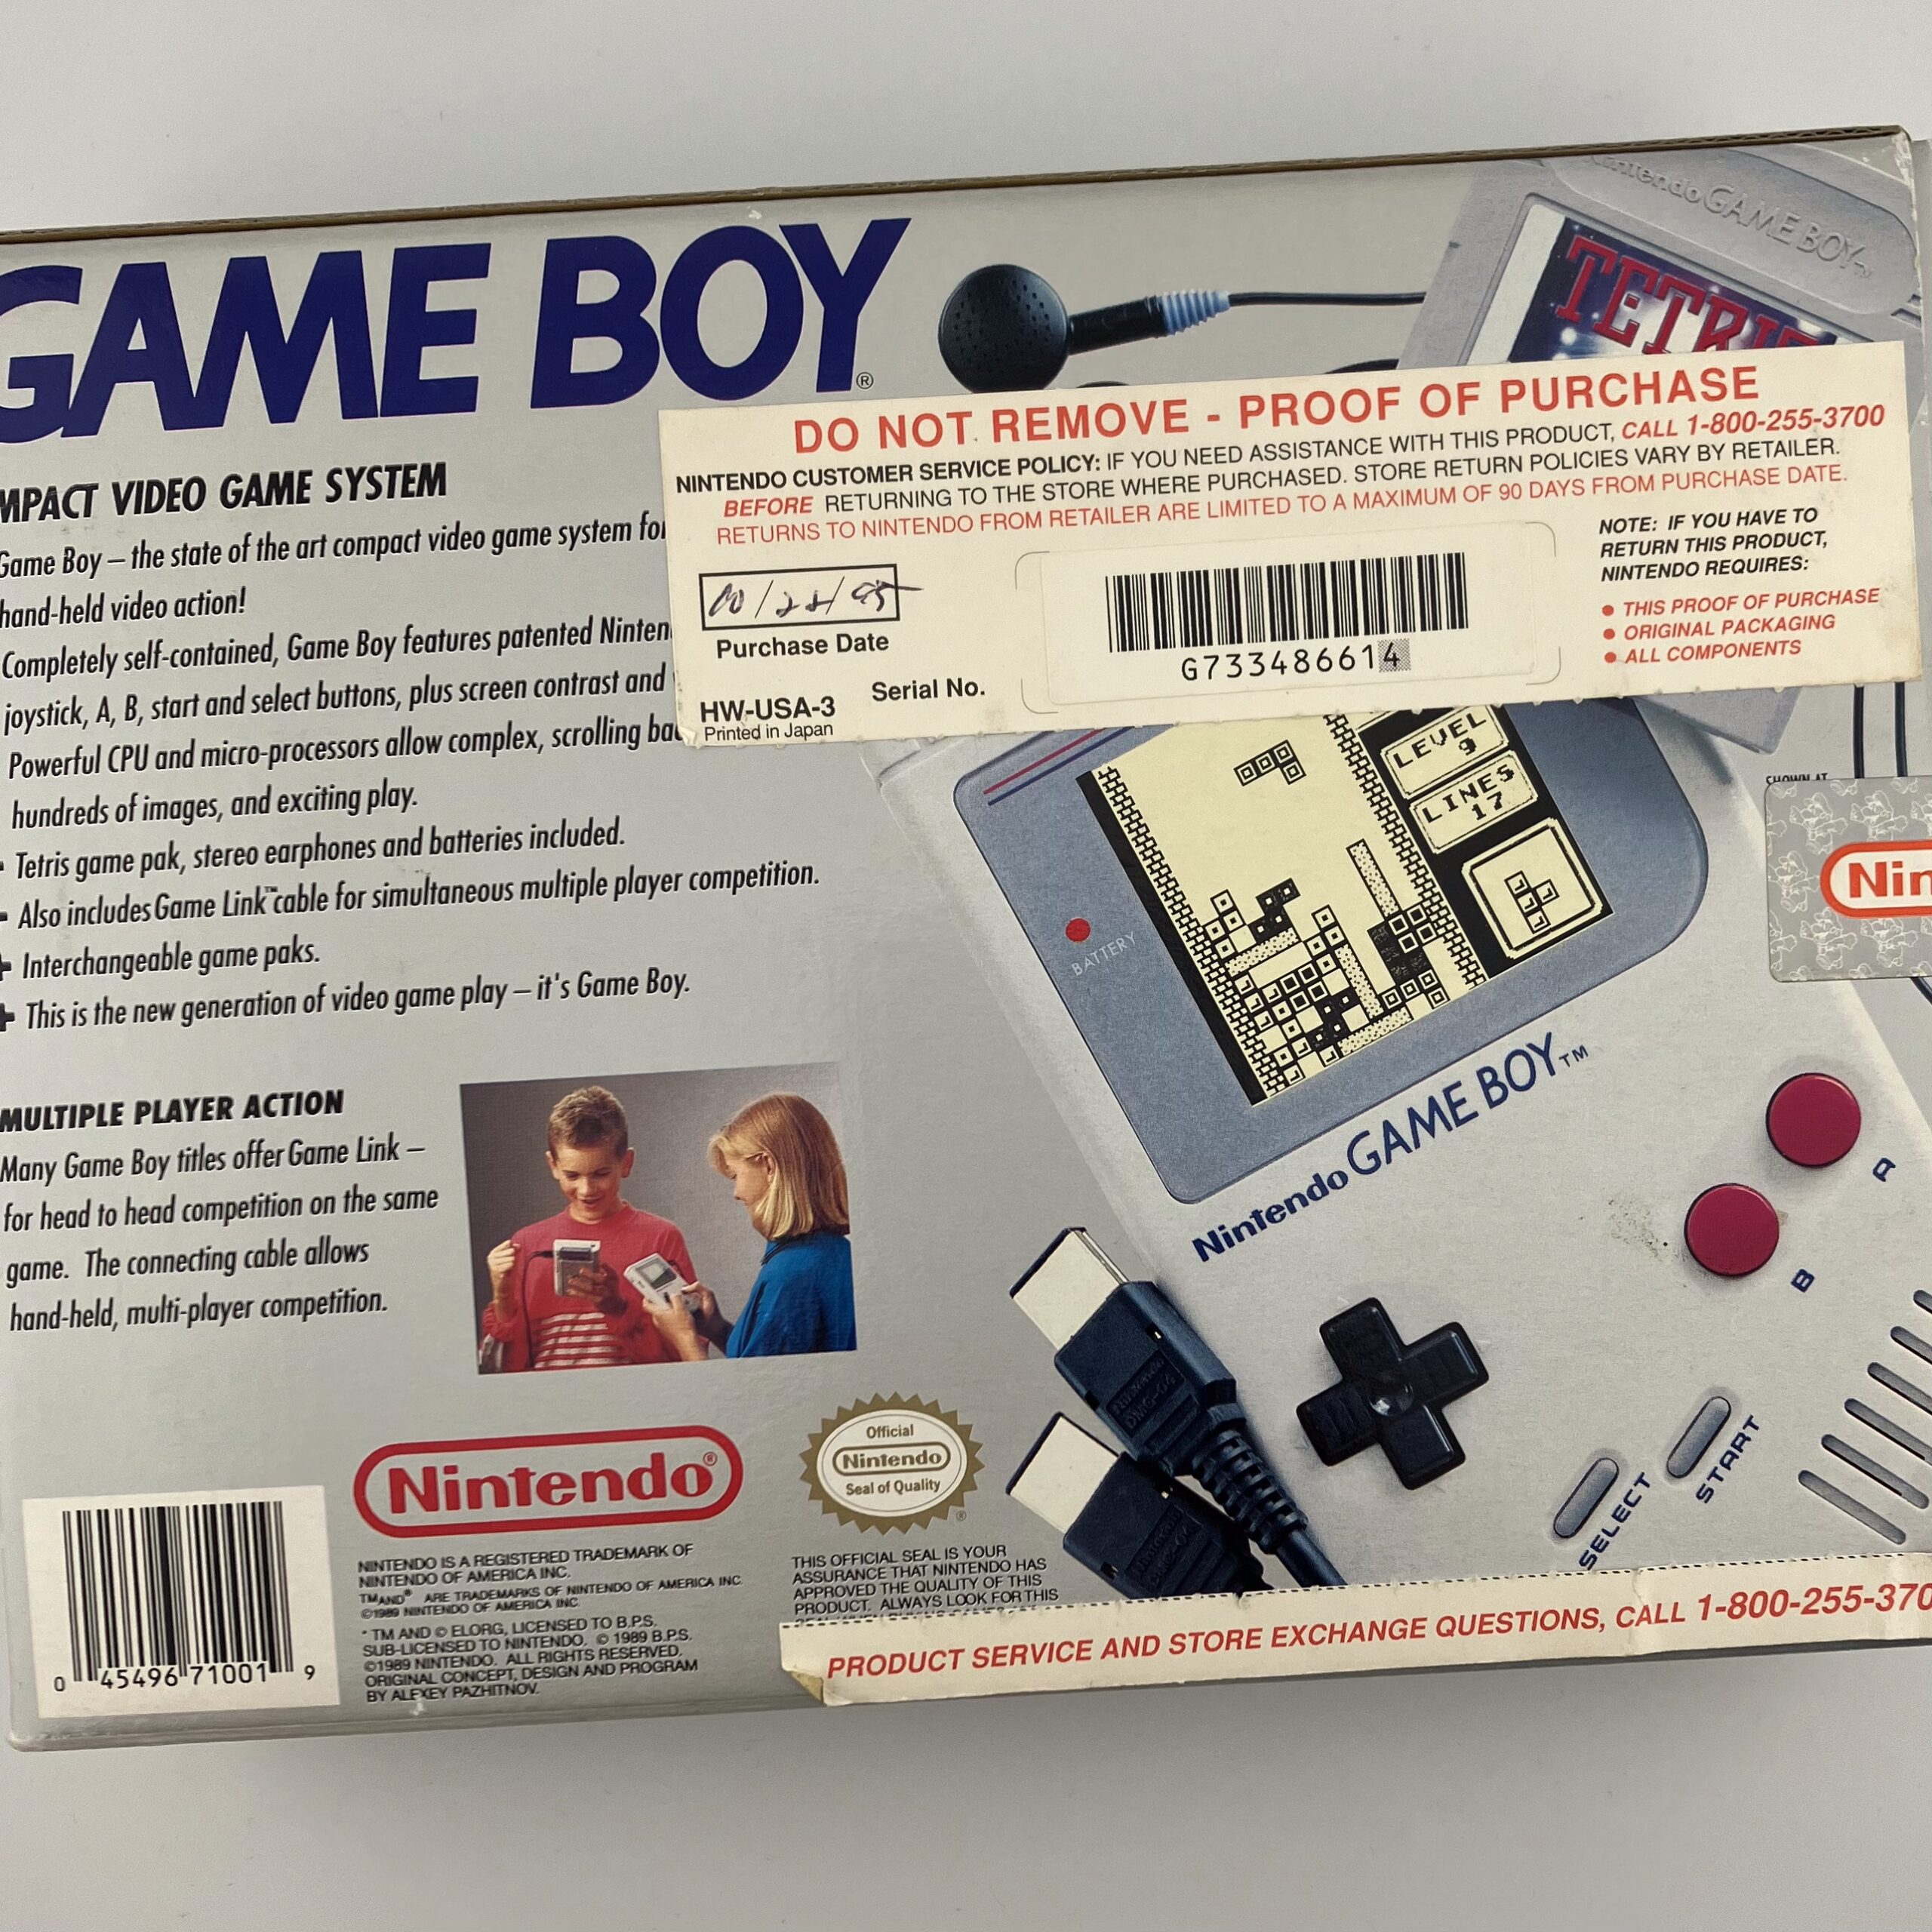 GAME BOY®
MPACT VIDEO GAME SYSTEM
Game Boy – the state of the art compact video game system for
hand-held video action!
Completely self-contained, Game Boy features patented Ninten
joystick, A, B, start and select buttons, plus screen contrast and
Powerful CPU and micro-processors allow complex, scrolling bac
hundreds of images, and exciting play.
Tetris game pak, stereo earphones and batteries included.
Also includes Game Link™ cable for simultaneous multiple player competition.
Interchangeable game paks.
This is the new generation of video game play – it's Game Boy.
MULTIPLE PLAYER ACTION
Many Game Boy titles offer Game Link –
for head to head competition on the same
game. The connecting cable allows
hand-held, multi-player competition.
Nintendo GAME BOY™
TETRIS
DO NOT REMOVE - PROOF OF PURCHASE
NINTENDO CUSTOMER SERVICE POLICY: IF YOU NEED ASSISTANCE WITH THIS PRODUCT, CALL 1-800-255-3700
BEFORE RETURNING TO THE STORE WHERE PURCHASED. STORE RETURN POLICIES VARY BY RETAILER.
RETURNS TO NINTENDO FROM RETAILER ARE LIMITED TO A MAXIMUM OF 90 DAYS FROM PURCHASE DATE.
Purchase Date
HW-USA-3
Printed in Japan
Serial No.
G733486614
NOTE: IF YOU HAVE TO
RETURN THIS PRODUCT,
NINTENDO REQUIRES:
• THIS PROOF OF PURCHASE
• ORIGINAL PACKAGING
• ALL COMPONENTS
LEVEL
9
LINES
17
SHOWN AT
Nin
BATTERY
Nintendo GAME BOY™
A
B
SELECT
START
Nintendo
DMG-04
0 45496 71001 9
Nintendo®
NINTENDO IS A REGISTERED TRADEMARK OF
NINTENDO OF AMERICA INC.
TM AND ® ARE TRADEMARKS OF NINTENDO OF AMERICA INC.
©1989 NINTENDO OF AMERICA INC.
* TM AND © ELORG, LICENSED TO B.P.S.
SUB-LICENSED TO NINTENDO. © 1989 B.P.S.
©1989 NINTENDO. ALL RIGHTS RESERVED.
ORIGINAL CONCEPT, DESIGN AND PROGRAM
BY ALEXEY PAZHITNOV.
Official
Nintendo
Seal of Quality
®
THIS OFFICIAL SEAL IS YOUR
ASSURANCE THAT NINTENDO HAS
APPROVED THE QUALITY OF THIS
PRODUCT. ALWAYS LOOK FOR THIS
PRODUCT SERVICE AND STORE EXCHANGE QUESTIONS, CALL 1-800-255-370